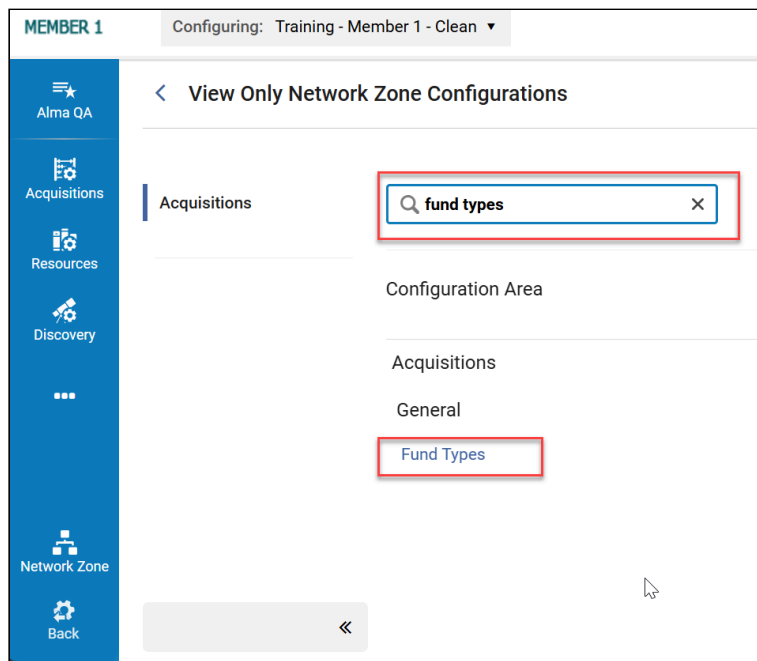 MEMBER 1
Configuring: Training - Member 1 - Clean
Alma QA
Acquisitions
Resources
Discovery
Network Zone
Back
View Only Network Zone Configurations
Acquisitions
fund types
Configuration Area
Acquisitions
General
Fund Types